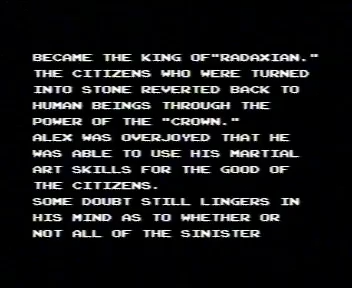 BECAME THE KING OF"RADAXIAN."
THE CITIZENS WHO WERE TURNED
INTO STONE REVERTED BACK TO
HUMAN BEINGS THROUGH THE
POWER OF THE "CROWN."
ALEX WAS OVERJOYED THAT HE
WAS ABLE TO USE HIS MARTIAL
ART SKILLS FOR THE GOOD OF
THE CITIZENS.
SOME DOUBT STILL LINGERS IN
HIS MIND AS TO WHETHER OR
NOT ALL OF THE SINISTER